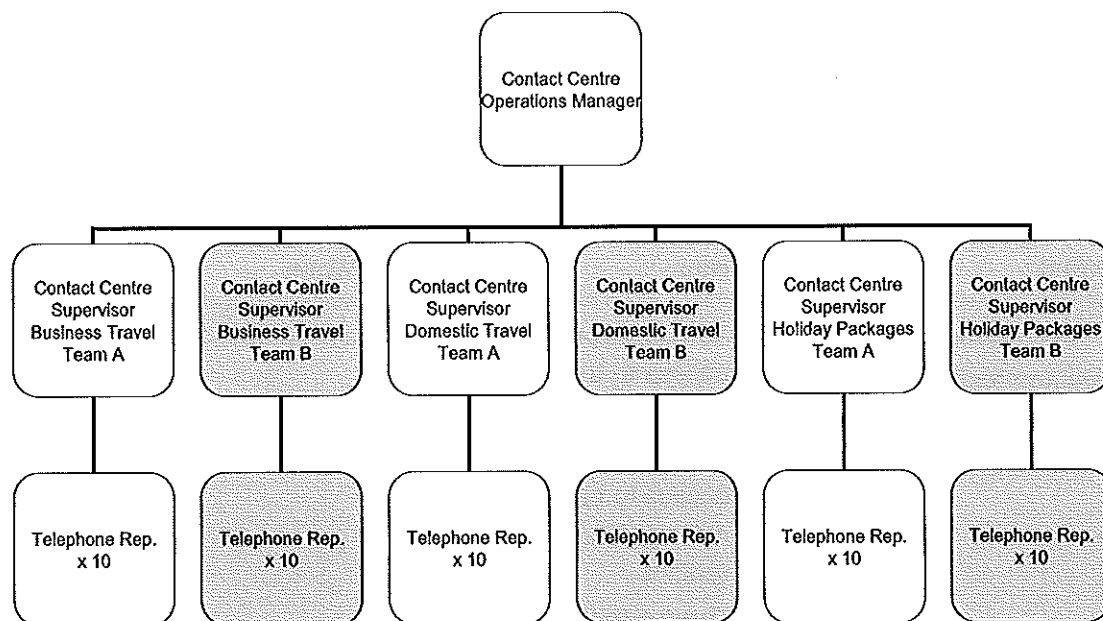 Contact Centre
Operations Manager
Contact Centre
Supervisor
Business Travel
Team A
Contact Centre
Supervisor
Business Travel
Team B
Contact Centre
Supervisor
Domestic Travel
Team A
Contact Centre
Supervisor
Domestic Travel
Team B
Contact Centre
Supervisor
Holiday Packages
Team A
Contact Centre
Supervisor
Holiday Packages
Team B
Telephone Rep.
x 10
Telephone Rep.
x 10
Telephone Rep.
x 10
Telephone Rep.
x 10
Telephone Rep.
x 10
Telephone Rep.
x 10